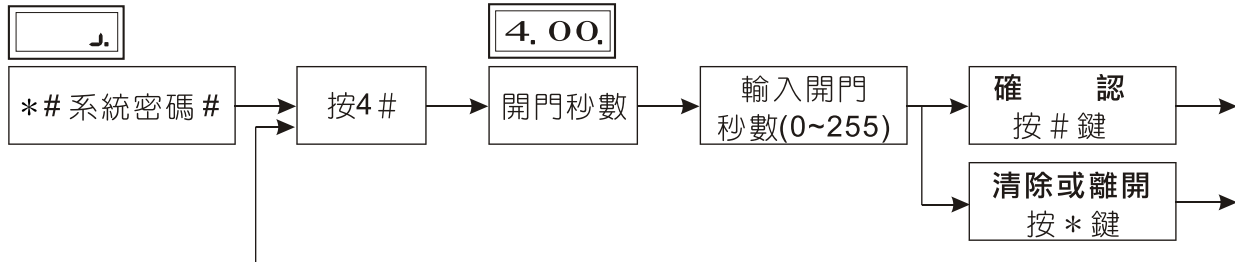 4.00.
*#系統密碼#
按4#
開門秒數
輸入開門
秒數(0~255)
確 認
按#鍵
清除或離開
按*鍵